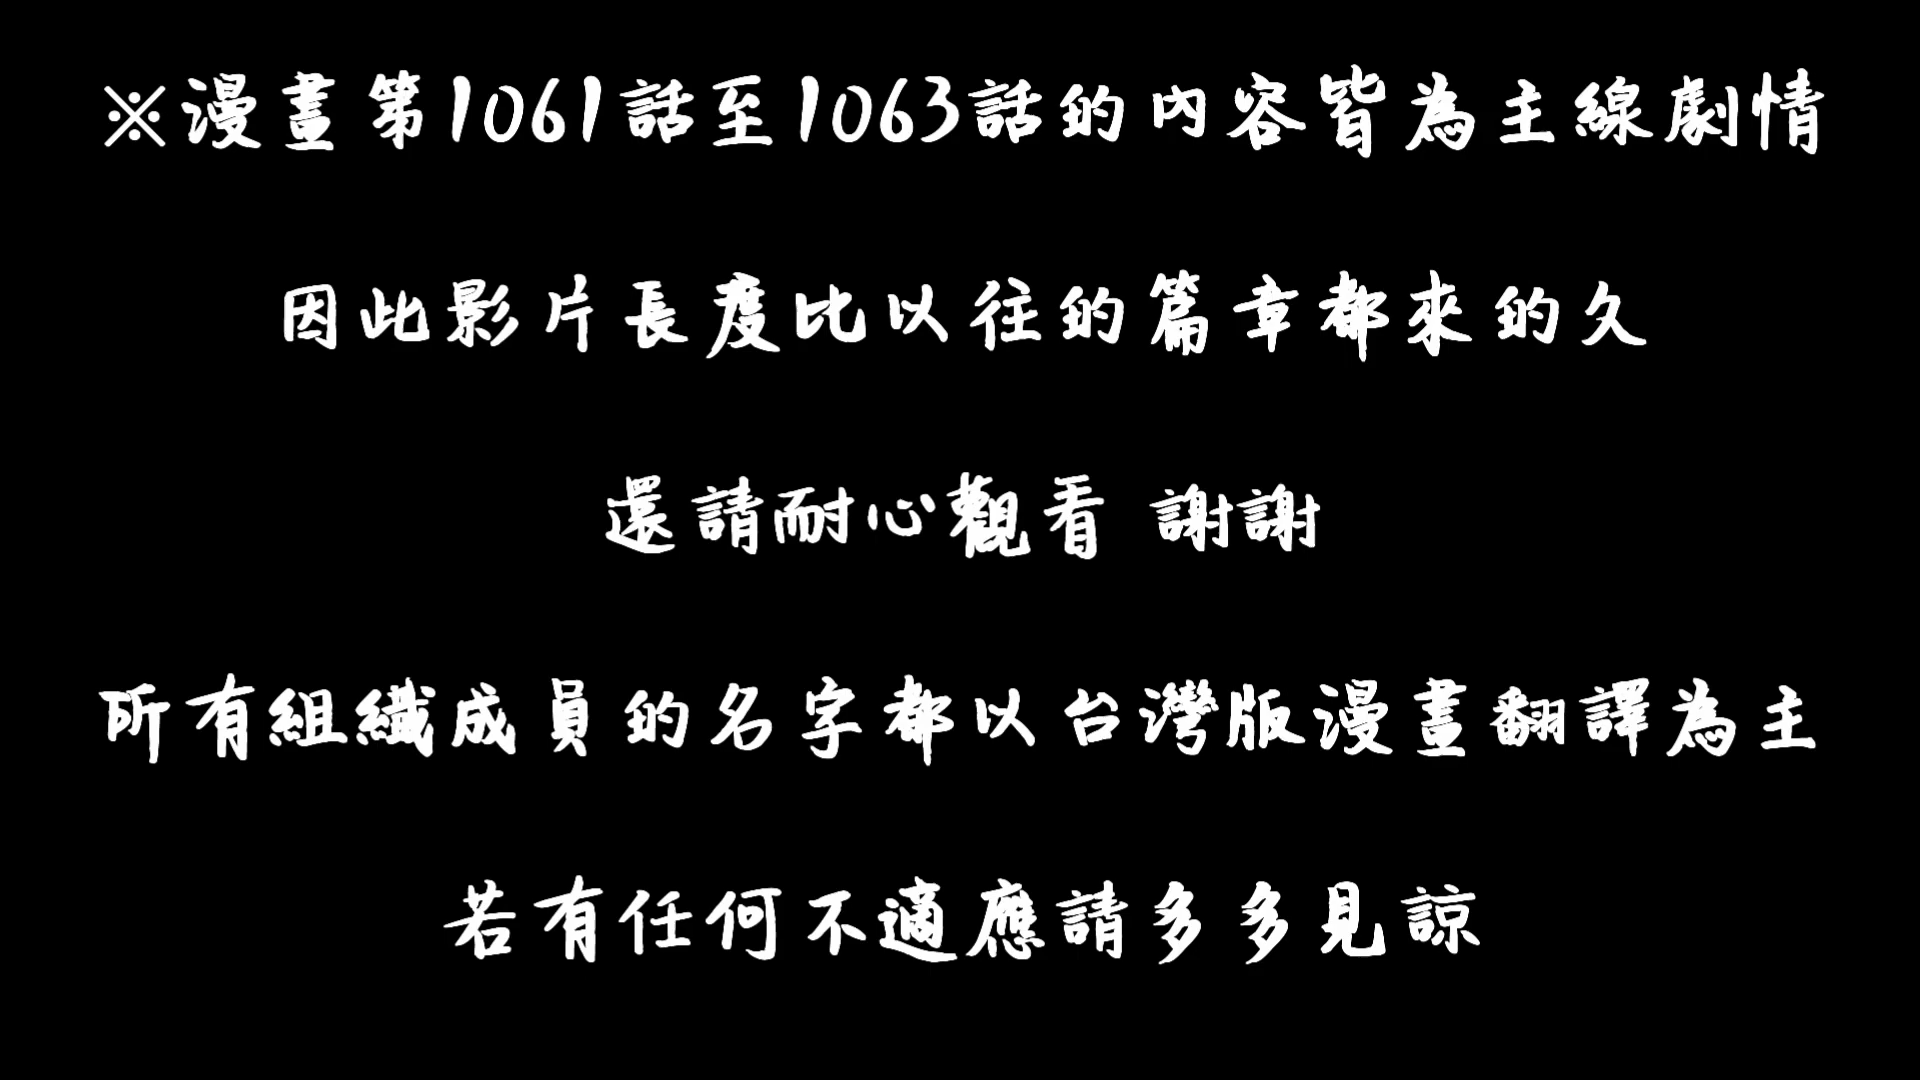 ※漫畫第1061話至1063話的內容皆為主線劇情
因此影片長度比以往的篇章都來的久
還請耐心觀看 謝謝
所有組織成員的名字都以台灣版漫畫翻譯為主
若有任何不適應請多多見諒